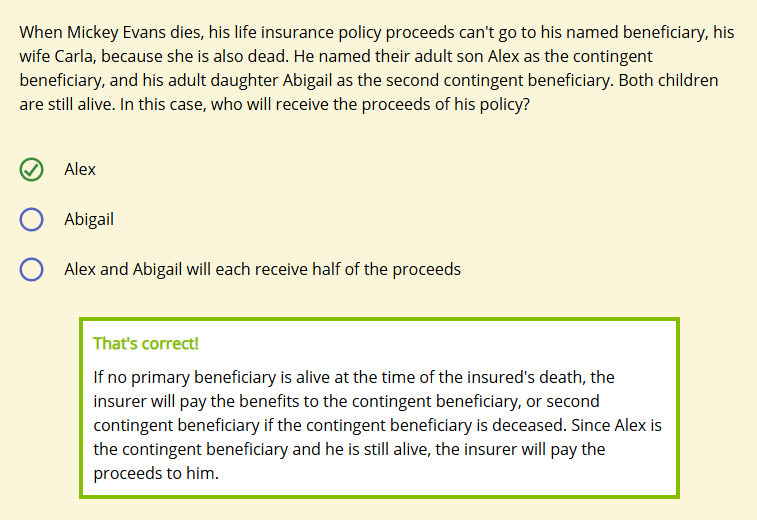 When Mickey Evans dies, his life insurance policy proceeds can't go to his named beneficiary, his
wife Carla, because she is also dead. He named their adult son Alex as the contingent
beneficiary, and his adult daughter Abigail as the second contingent beneficiary. Both children
are still alive. In this case, who will receive the proceeds of his policy?
Alex
Abigail
Alex and Abigail will each receive half of the proceeds
That's correct!
If no primary beneficiary is alive at the time of the insured's death, the
insurer will pay the benefits to the contingent beneficiary, or second
contingent beneficiary if the contingent beneficiary is deceased. Since Alex is
the contingent beneficiary and he is still alive, the insurer will pay the
proceeds to him.